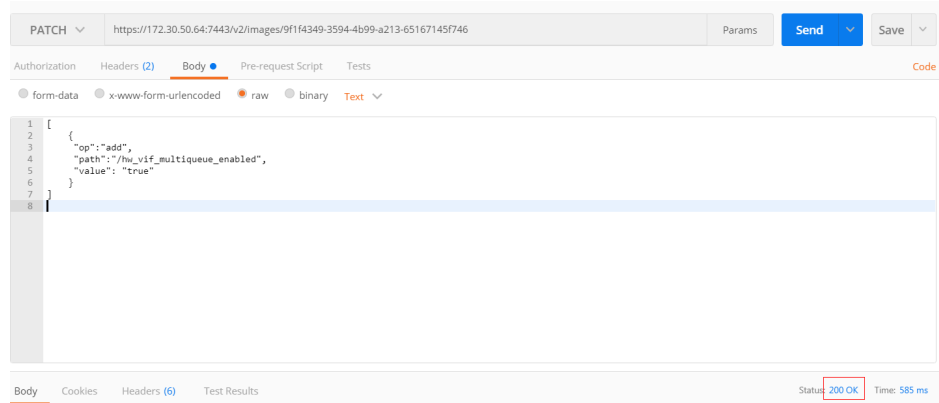 PATCH https://172.30.50.64:7443/v2/images/9f1f4349-3594-4b99-a213-65167145f746 Params Send Save
Authorization Headers (2) Body Pre-request Script Tests Code
form-data x-www-form-urlencoded raw binary Text
1 [
2 {
3 "op":"add",
4 "path":"/hw_vif_multiqueue_enabled",
5 "value": "true"
6 }
7 ]
8
Body Cookies Headers (6) Test Results Status: 200 OK Time: 585 ms